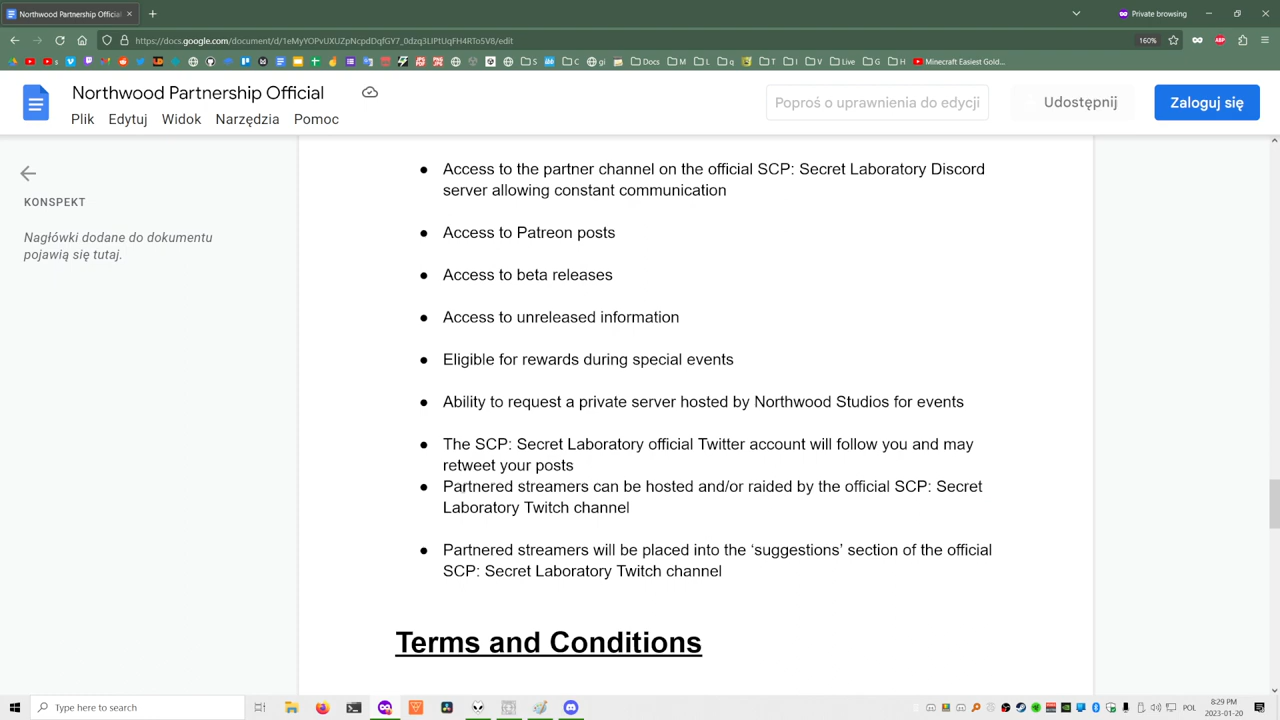 Northwood Partnership Official
Private browsing
https://docs.google.com/document/d/1eMyYOPvUXUZpNcpdDqfGY7_0dzq3LIPtUqFH4RTo5V8/edit
160%
S
C
gi
Docs
M
L
q
T
I
V
Live
G
H
Minecraft Easiest Gold...
Northwood Partnership Official
Plik Edytuj Widok Narzędzia Pomoc
Poproś o uprawnienia do edycji
Udostępnij
Zaloguj się
KONSPEKT
Nagłówki dodane do dokumentu
pojawią się tutaj.
● Access to the partner channel on the official SCP: Secret Laboratory Discord
server allowing constant communication
● Access to Patreon posts
● Access to beta releases
● Access to unreleased information
● Eligible for rewards during special events
● Ability to request a private server hosted by Northwood Studios for events
● The SCP: Secret Laboratory official Twitter account will follow you and may
retweet your posts
● Partnered streamers can be hosted and/or raided by the official SCP: Secret
Laboratory Twitch channel
● Partnered streamers will be placed into the ‘suggestions’ section of the official
SCP: Secret Laboratory Twitch channel
Terms and Conditions
Type here to search
POL
8:29 PM
2023-01-20